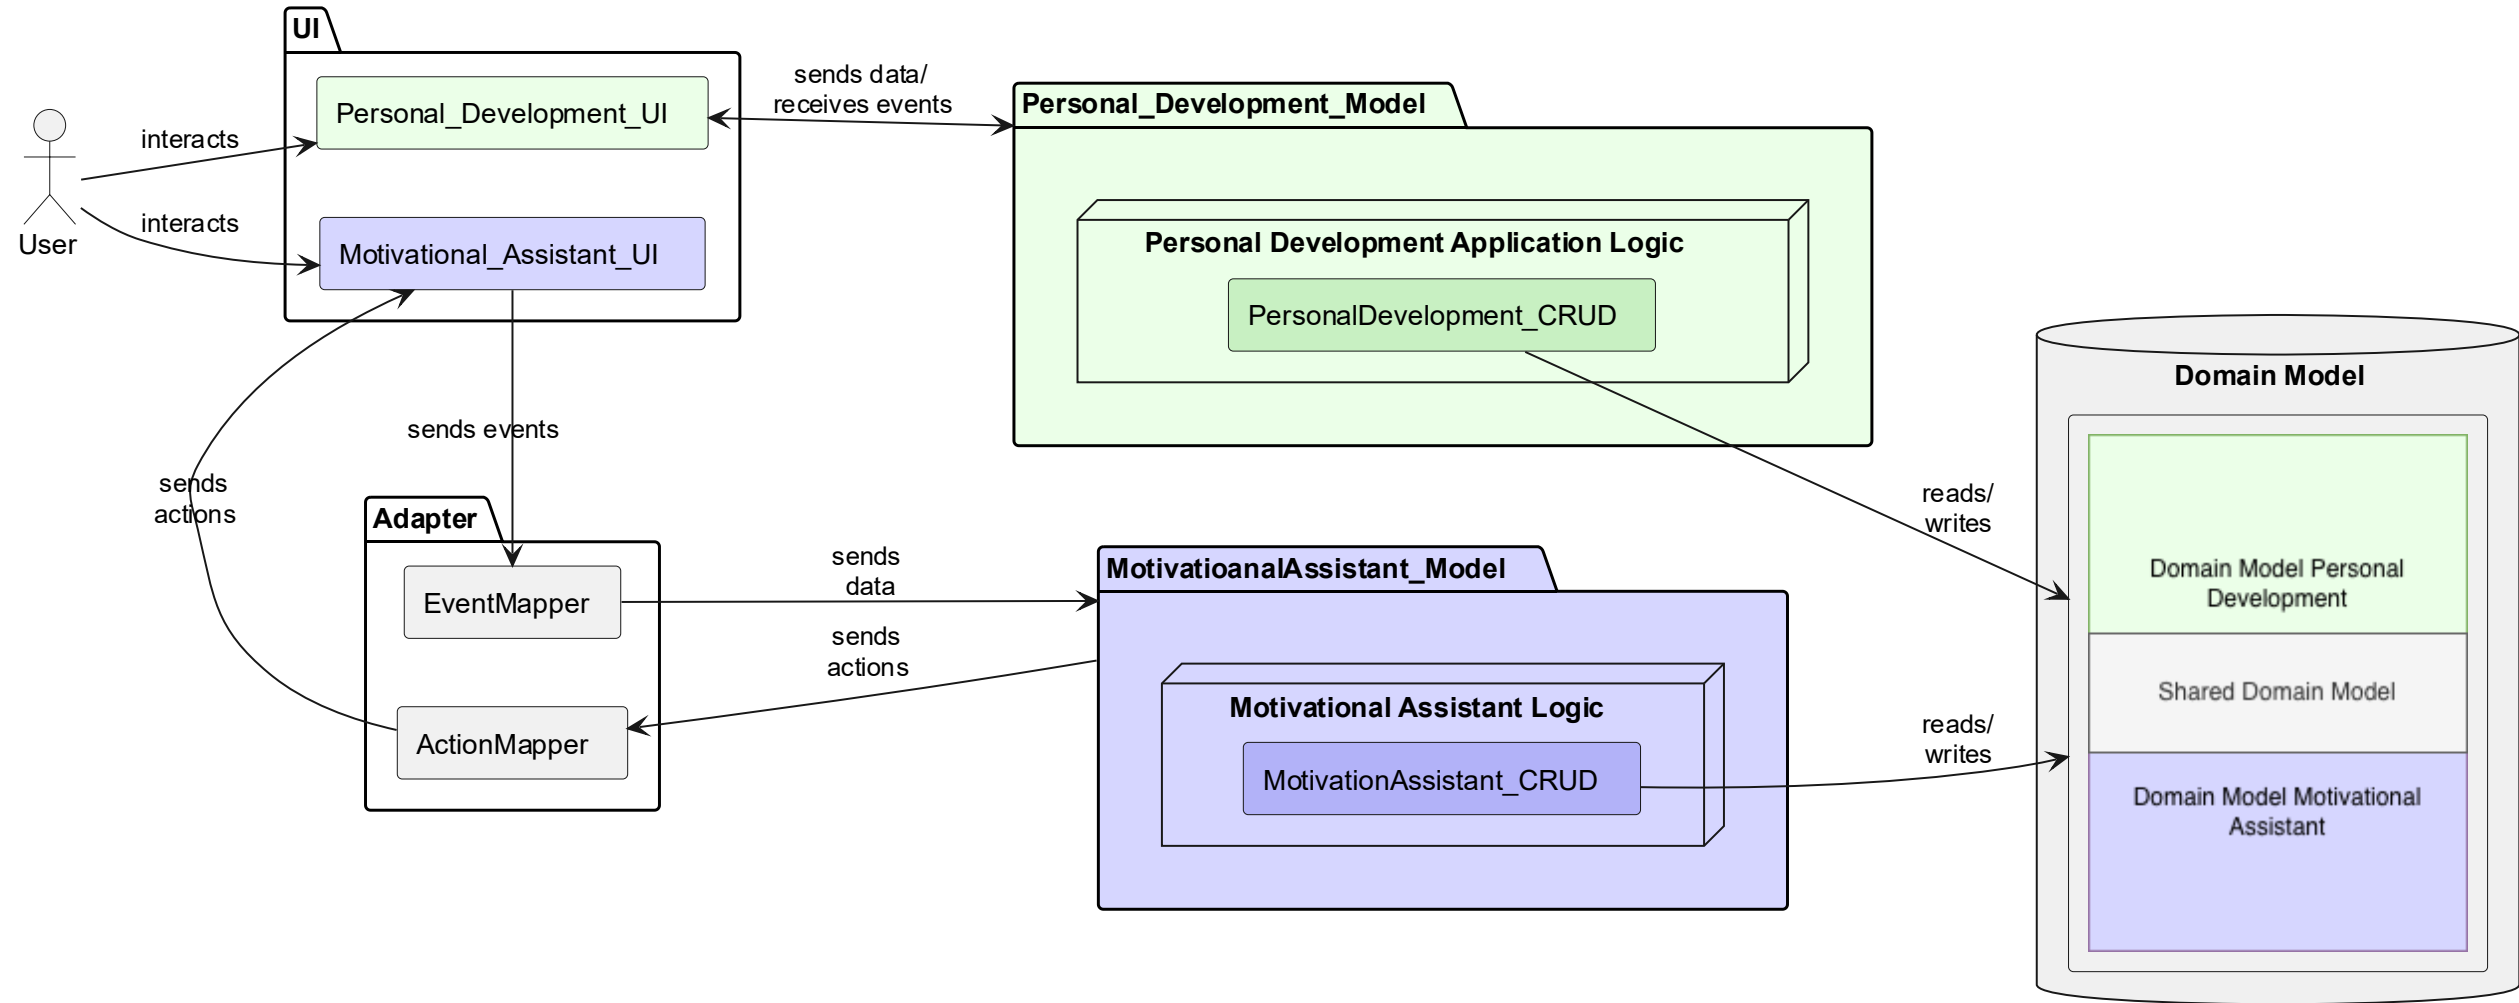 UI
Personal_Development_UI
Motivational_Assistant_UI
User
interacts
interacts
sends data/
receives events
Personal_Development_Model
Personal Development Application Logic
PersonalDevelopment_CRUD
sends events
sends
actions
Adapter
EventMapper
ActionMapper
sends
data
sends
actions
MotivatioanalAssistant_Model
Motivational Assistant Logic
MotivationAssistant_CRUD
reads/
writes
reads/
writes
Domain Model
Domain Model Personal
Development
Shared Domain Model
Domain Model Motivational
Assistant